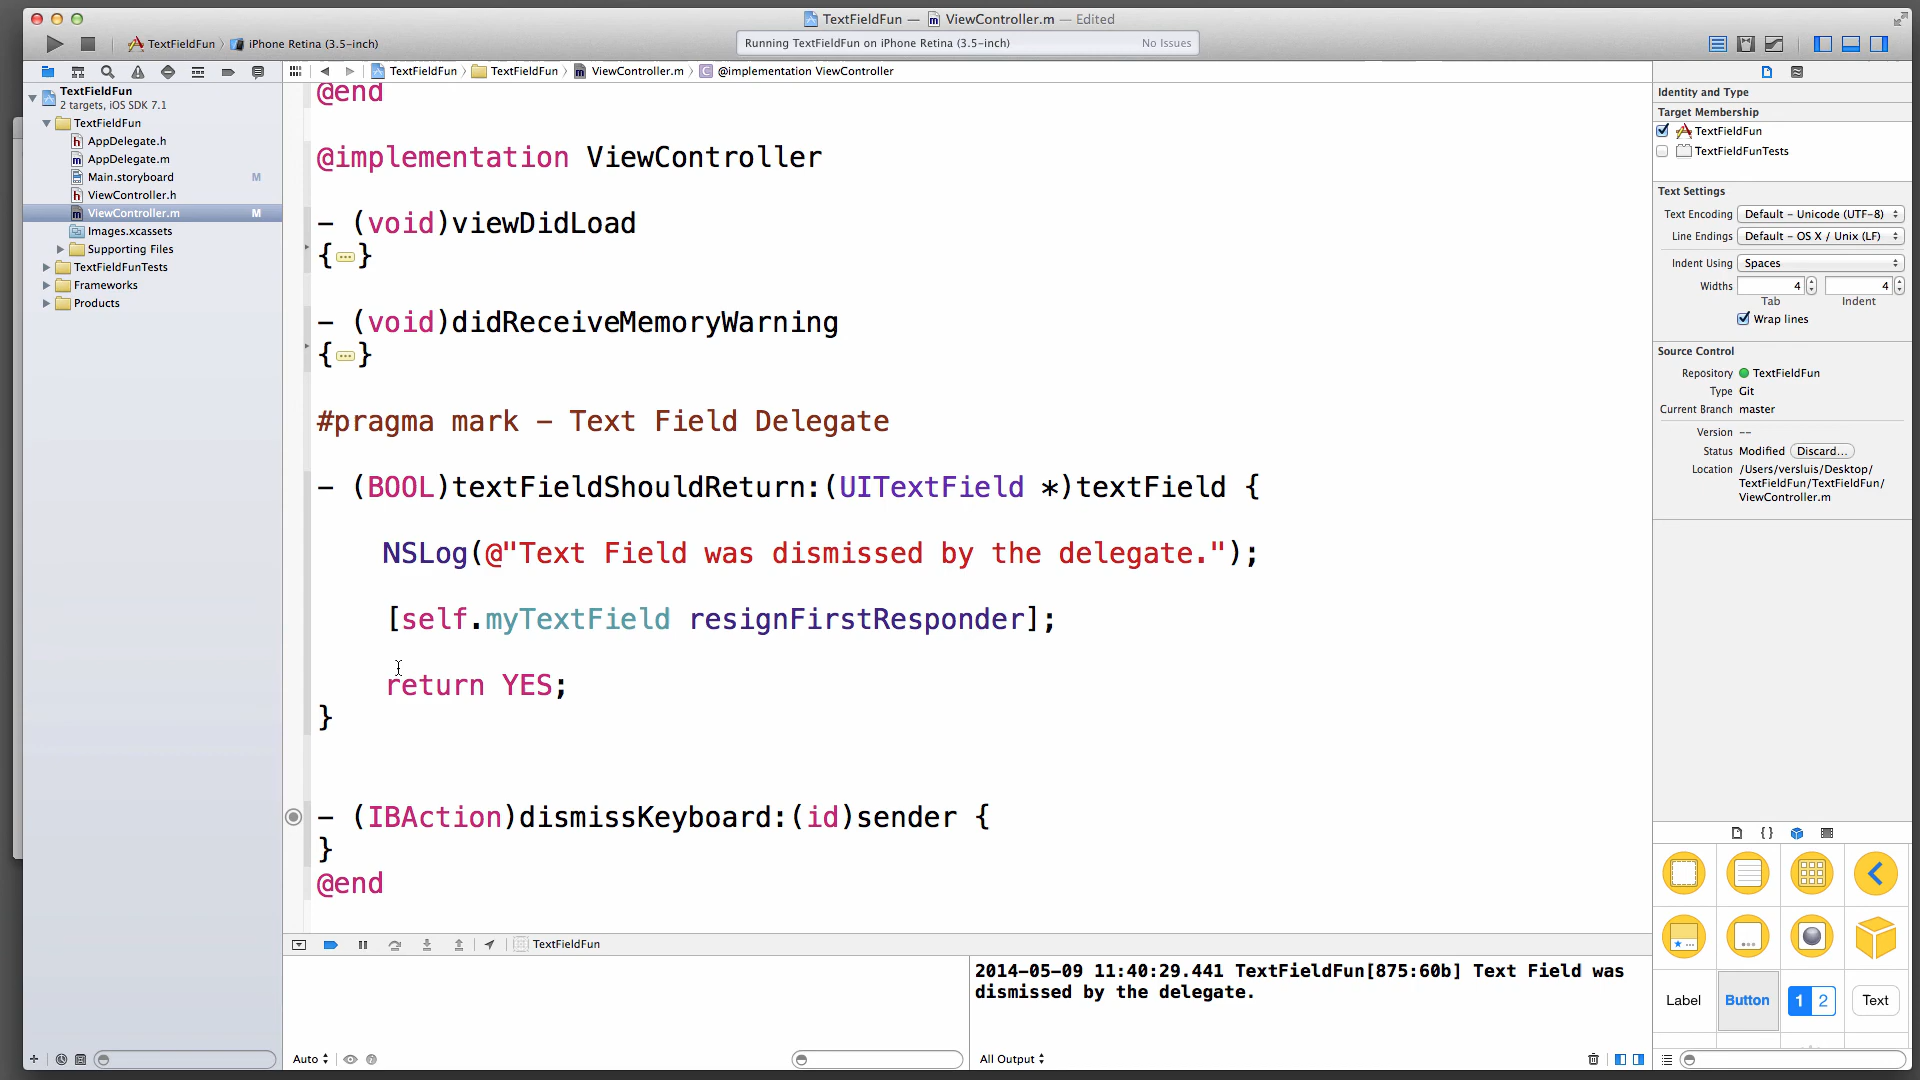 TextFieldFun — ViewController.m — Edited
TextFieldFun
iPhone Retina (3.5-inch)
Running TextFieldFun on iPhone Retina (3.5-inch)
No Issues
TextFieldFun
TextFieldFun
ViewController.m
@implementation ViewController
TextFieldFun
2 targets, iOS SDK 7.1
TextFieldFun
AppDelegate.h
AppDelegate.m
Main.storyboard M
ViewController.h
ViewController.m M
Images.xcassets
Supporting Files
TextFieldFunTests
Frameworks
Products
@end
@implementation ViewController
- (void)viewDidLoad
{...}
- (void)didReceiveMemoryWarning
{...}
#pragma mark - Text Field Delegate
- (BOOL)textFieldShouldReturn:(UITextField *)textField {
NSLog(@"Text Field was dismissed by the delegate.");
[self.myTextField resignFirstResponder];
return YES;
}
- (IBAction)dismissKeyboard:(id)sender {
}
@end
TextFieldFun
2014-05-09 11:40:29.441 TextFieldFun[875:60b] Text Field was
dismissed by the delegate.
Auto
All Output
Identity and Type
Target Membership
TextFieldFun
TextFieldFunTests
Text Settings
Text Encoding Default - Unicode (UTF-8)
Line Endings Default - OS X / Unix (LF)
Indent Using Spaces
Widths 4 4
Tab Indent
Wrap lines
Source Control
Repository TextFieldFun
Type Git
Current Branch master
Version --
Status Modified Discard...
Location /Users/versluis/Desktop/
TextFieldFun/TextFieldFun/
ViewController.m
Label
Button
1 2
Text